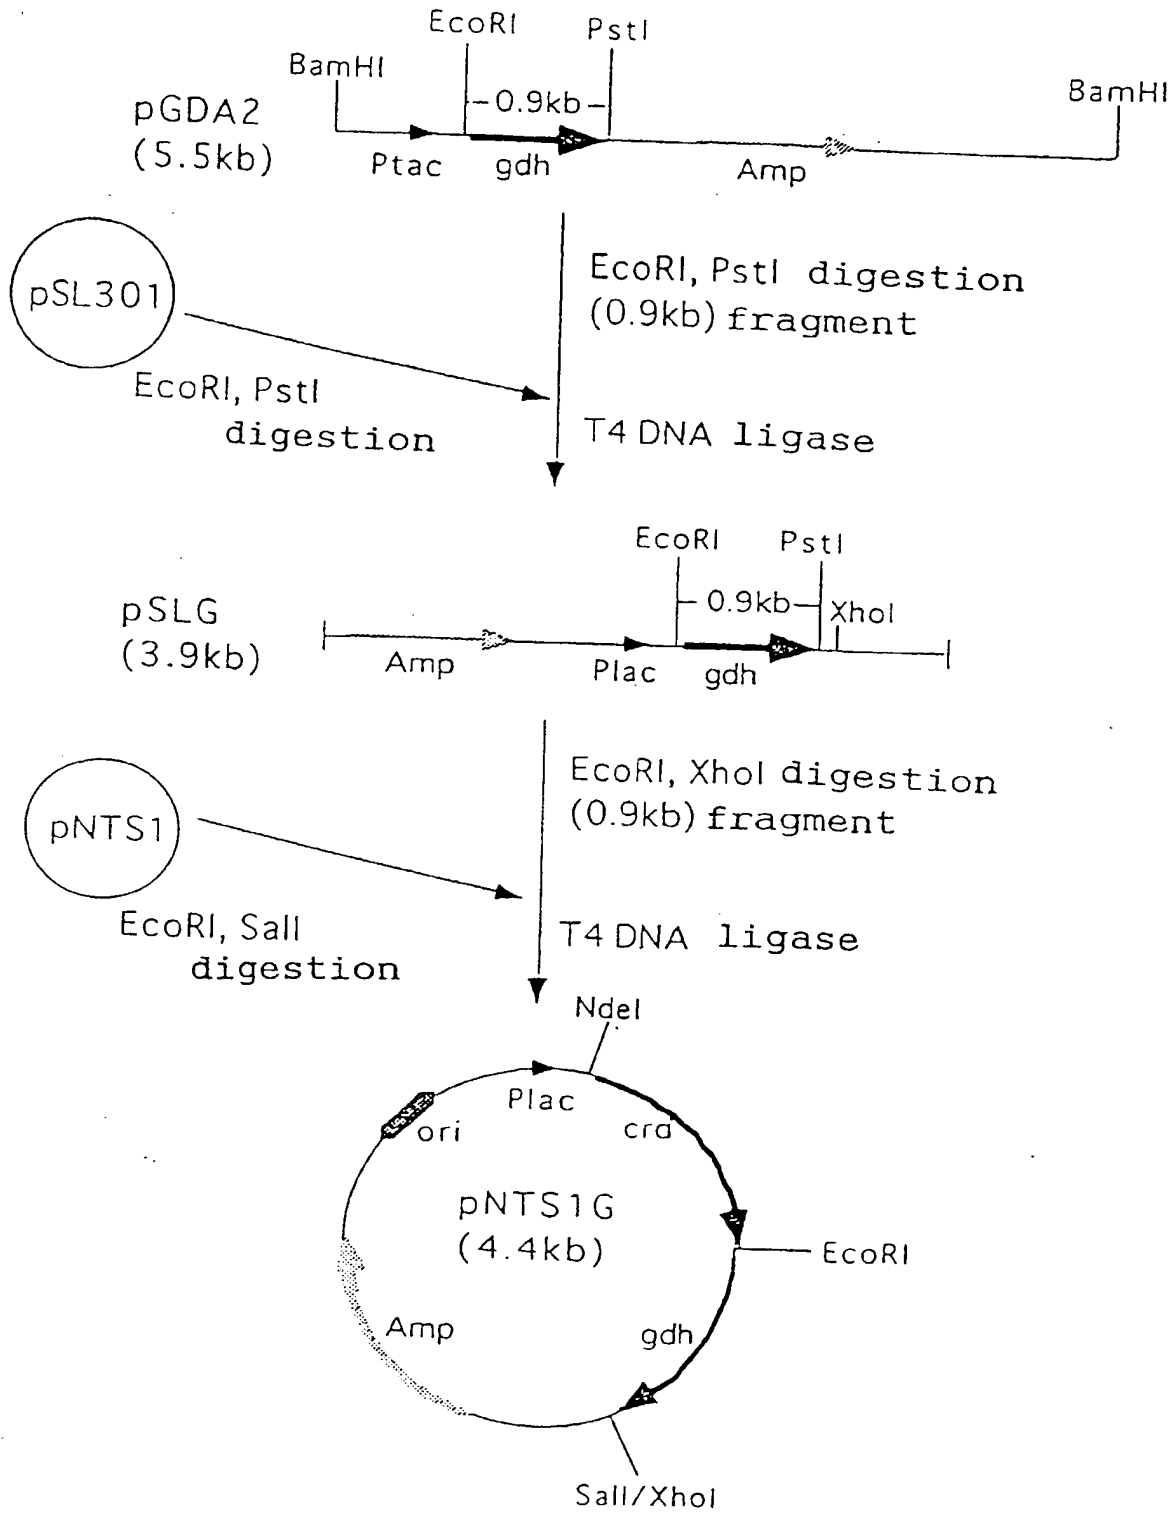 EcoRI
PstI
BamHI
BamHI
pGDA2
(5.5kb)
0.9kb
Ptac
gdh
Amp
pSL301
EcoRI, PstI
digestion
EcoRI, PstI digestion
(0.9kb) fragment
T4 DNA ligase
EcoRI
PstI
pSLG
(3.9kb)
0.9kb
XhoI
Amp
Plac
gdh
pNTS1
EcoRI, SalI
digestion
EcoRI, XhoI digestion
(0.9kb) fragment
T4 DNA ligase
NdeI
Plac
ori
crd
pNTS1G
(4.4kb)
EcoRI
Amp
gdh
SalI/XhoI